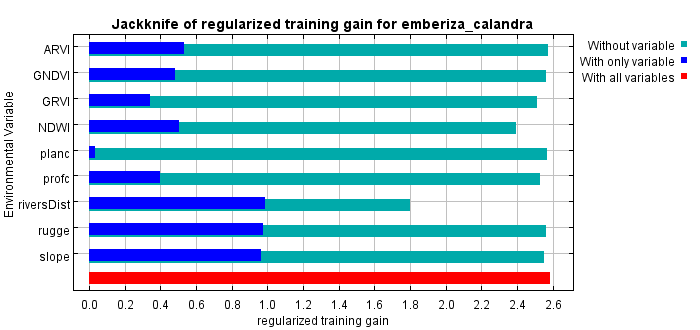 Jackknife of regularized training gain for emberiza_calandra
Without variable
With only variable
With all variables
Environmental Variable
ARVI
GNDVI
GRVI
NDWI
planc
profc
riversDist
rugge
slope
0.0 0.2 0.4 0.6 0.8 1.0 1.2 1.4 1.6 1.8 2.0 2.2 2.4 2.6
regularized training gain